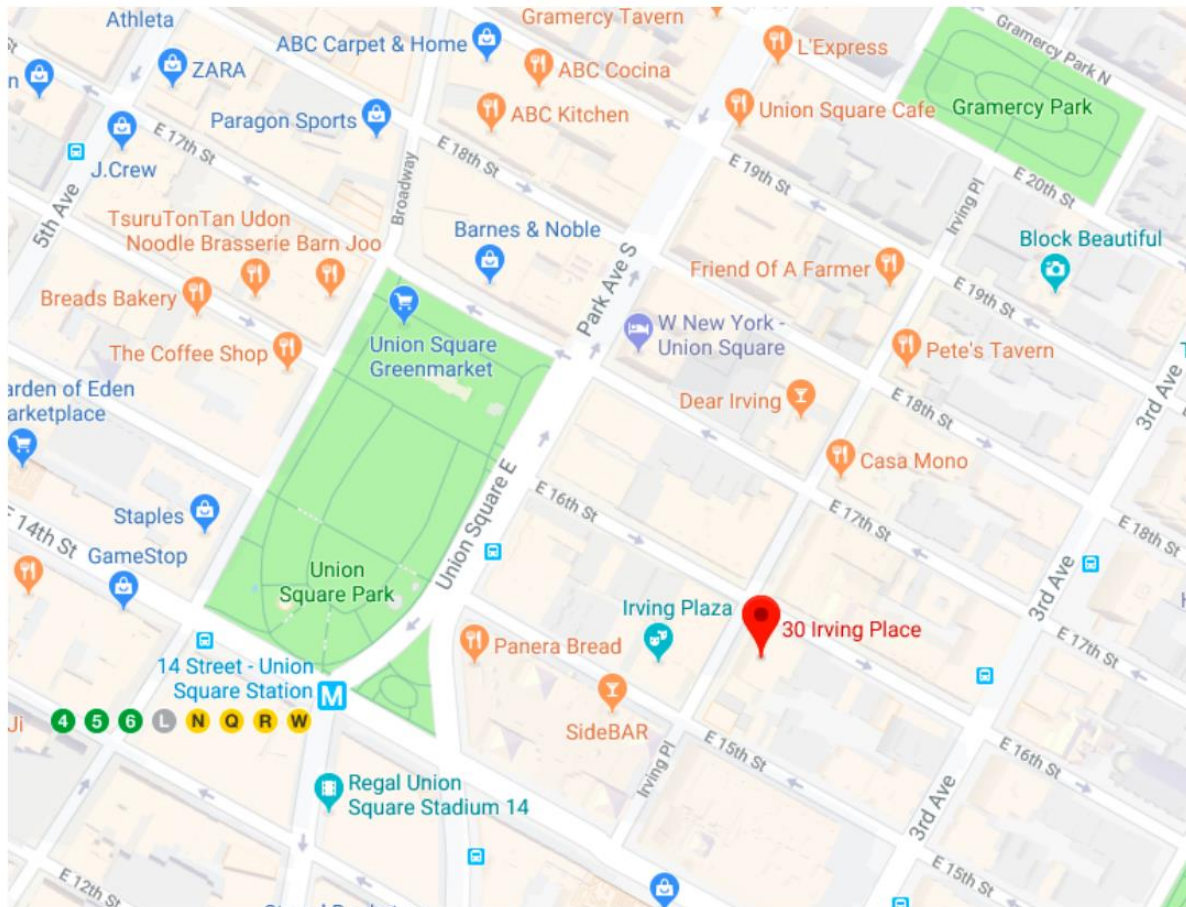 Athleta
ABC Carpet & Home
Gramercy Tavern
L'Express
Gramercy Park N
ZARA
ABC Cocina
Paragon Sports
ABC Kitchen
Union Square Cafe
Gramercy Park
E 17th St
J.Crew
E 18th St
E 19th St
E 20th St
5th Ave
Broadway
Irving Pl
TsuruTonTan Udon
Noodle Brasserie Barn Joo
Barnes & Noble
Block Beautiful
Park Ave S
Friend Of A Farmer
Breads Bakery
E 19th St
Union Square
Greenmarket
W New York -
Union Square
The Coffee Shop
Pete's Tavern
3rd Ave
arden of Eden
arketplace
Dear Irving
E 18th St
Casa Mono
E 16th St
E 17th St
Staples
E 14th St
Union Square E
E 18th St
GameStop
Union
Square Park
3rd Ave
Irving Plaza
30 Irving Place
Panera Bread
E 17th St
14 Street - Union
Square Station
M
4 5 6 L N Q R W
Ji
SideBAR
E 15th St
E 16th St
Irving Pl
Regal Union
Square Stadium 14
3rd Ave
E 12th St
E 15th St